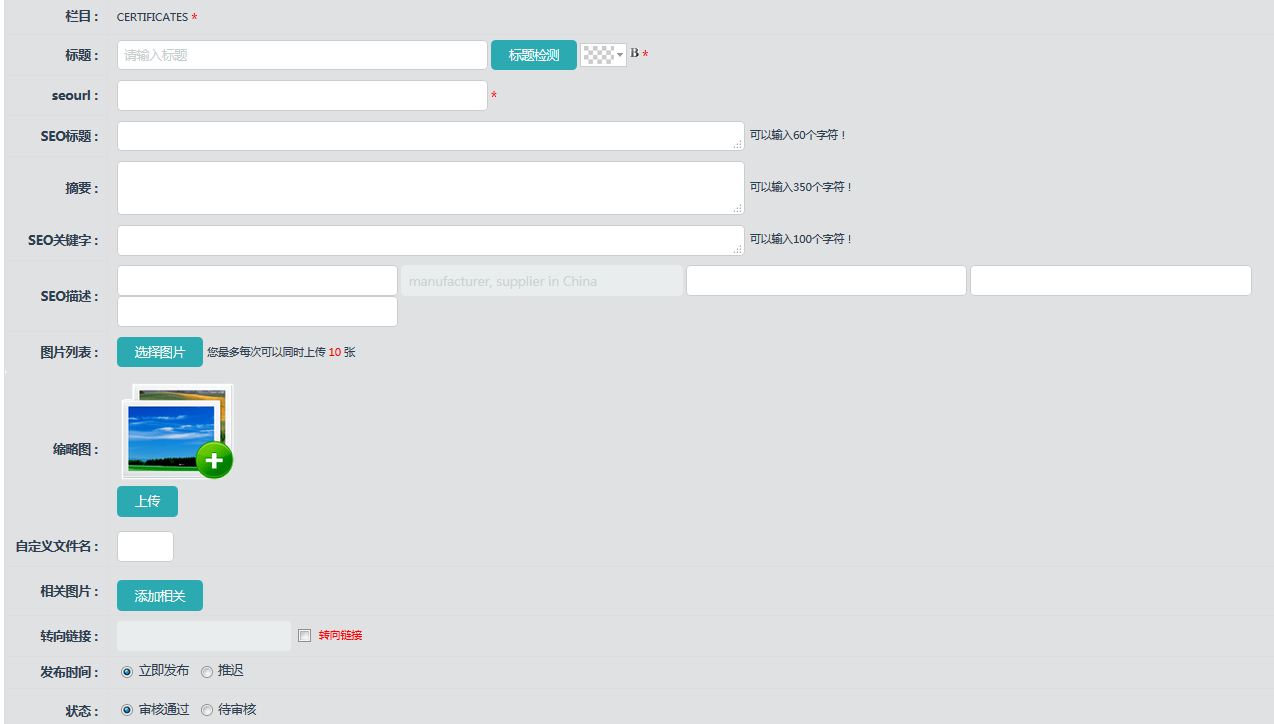 栏目： CERTIFICATES *
标题： 请输入标题 标题检测 B *
seourl： *
SEO标题： 可以输入60个字符！
摘要： 可以输入350个字符！
SEO关键字： 可以输入100个字符！
SEO描述： manufacturer, supplier in China
图片列表： 选择图片 您最多每次可以同时上传 10 张
缩略图：
上传
自定义文件名：
相关图片： 添加相关
转向链接： 转向链接
发布时间： 立即发布 推迟
状态： 审核通过 待审核